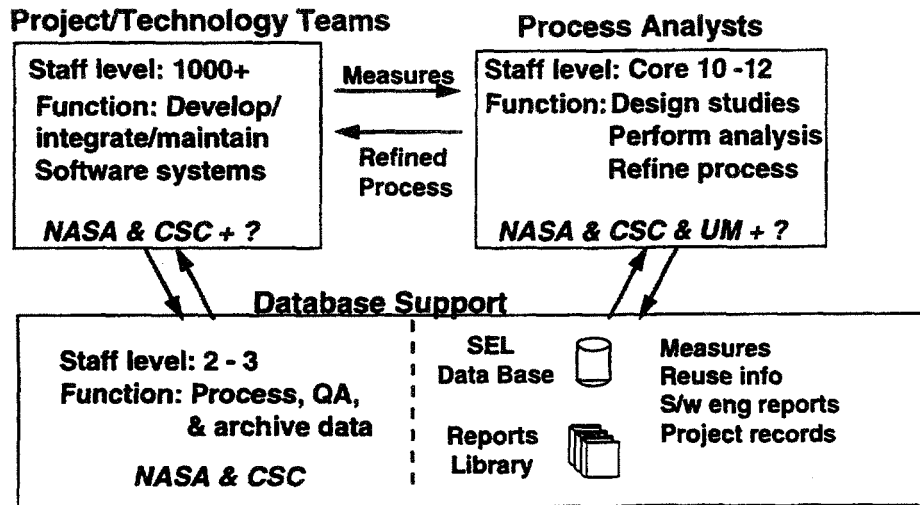 Project/Technology Teams
Staff level: 1000+
Function: Develop/
integrate/maintain
Software systems
NASA & CSC + ?
Measures
Refined
Process
Process Analysts
Staff level: Core 10 -12
Function: Design studies
Perform analysis
Refine process
NASA & CSC & UM + ?
Database Support
Staff level: 2 - 3
Function: Process, QA,
& archive data
NASA & CSC
SEL
Data Base
Reports
Library
Measures
Reuse info
S/w eng reports
Project records